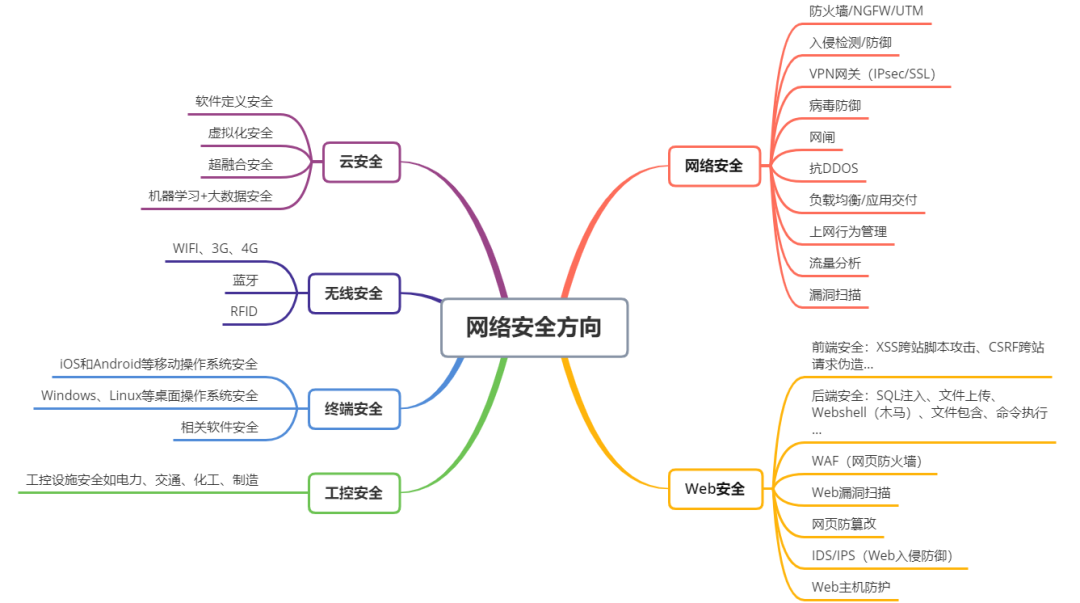 网络安全方向
网络安全
防火墙/NGFW/UTM
入侵检测/防御
VPN网关（IPsec/SSL）
病毒防御
网闸
抗DDOS
负载均衡/应用交付
上网行为管理
流量分析
漏洞扫描
Web安全
前端安全：XSS跨站脚本攻击、CSRF跨站
请求伪造...
后端安全：SQL注入、文件上传、
Webshell（木马）、文件包含、命令执行
...
WAF（网页防火墙）
Web漏洞扫描
网页防篡改
IDS/IPS（Web入侵防御）
Web主机防护
云安全
软件定义安全
虚拟化安全
超融合安全
机器学习+大数据安全
无线安全
WIFI、3G、4G
蓝牙
RFID
终端安全
iOS和Android等移动操作系统安全
Windows、Linux等桌面操作系统安全
相关软件安全
工控安全
工控设施安全如电力、交通、化工、制造